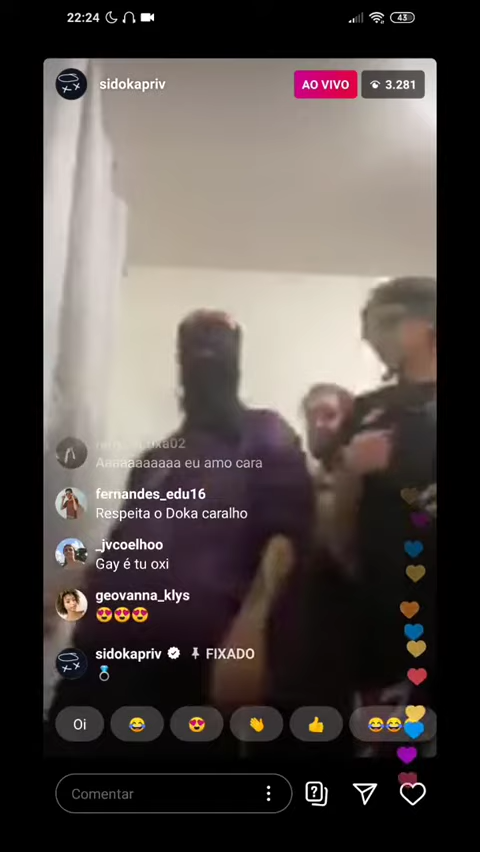 22:24
43
sidokapriv
AO VIVO
3.281
Aaaaaaaaaaa eu amo cara
fernandes_edu16
Respeita o Doka caralho
_jvcoelhoo
Gay é tu oxi
geovanna_klys
😍😍😍
sidokapriv FIXADO
💍
Oi 😂 😍 👏 👍 😂😂
Comentar